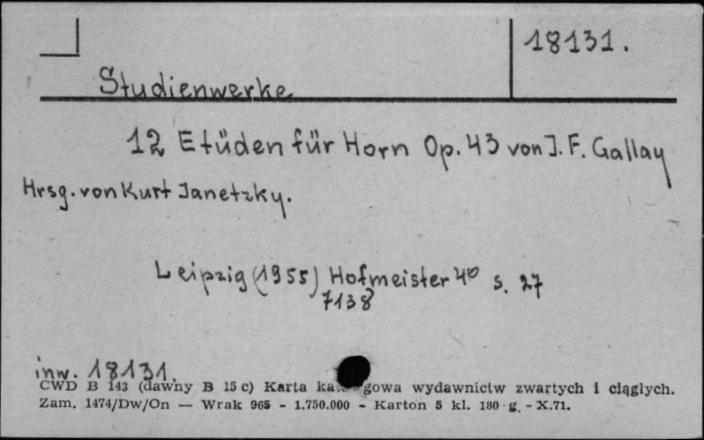 18131.
Studienwerke
12 Etüden für Horn Op. 43 von J. F. Gallay
Hrsg. von Kurt Janetzky.
Leipzig (1955) Hofmeister 4° s. 27
7138
inw. 18131.
CWD B 143 (dawny B 15 c) Karta gowa wydawnictw zwartych i ciągłych.
Zam. 1474/Dw/On — Wrak 965 - 1.750.000 - Karton 5 kl. 180 g. - X.71.